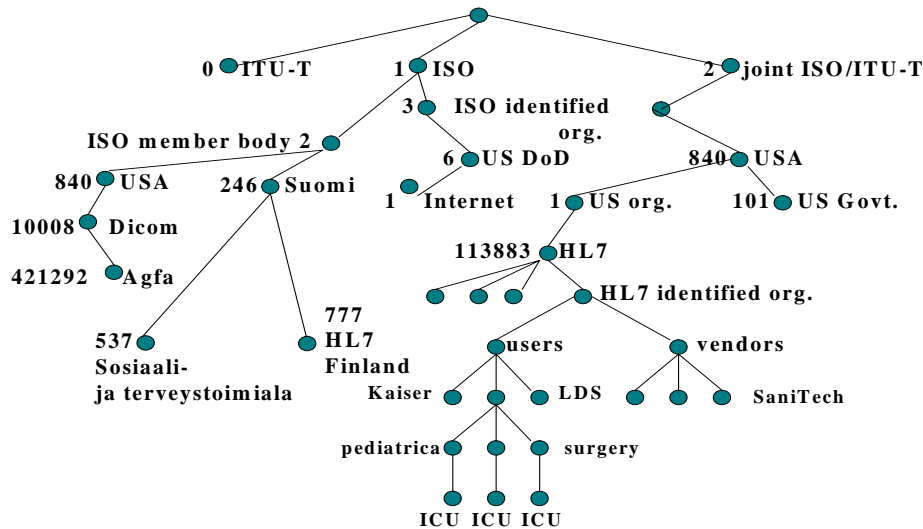 0 ITU-T
1 ISO
2 joint ISO/ITU-T
3 ISO identified
org.
ISO member body 2
6 US DoD
840 USA
840 USA
246 Suomi
1 Internet
1 US org.
101 US Govt.
10008 Dicom
113883 HL7
421292 Agfa
HL7 identified org.
777
HL7
Finland
537
Sosiaali-
ja terveystoimiala
users
vendors
Kaiser
LDS
SaniTech
pediatrica
surgery
ICU ICU ICU